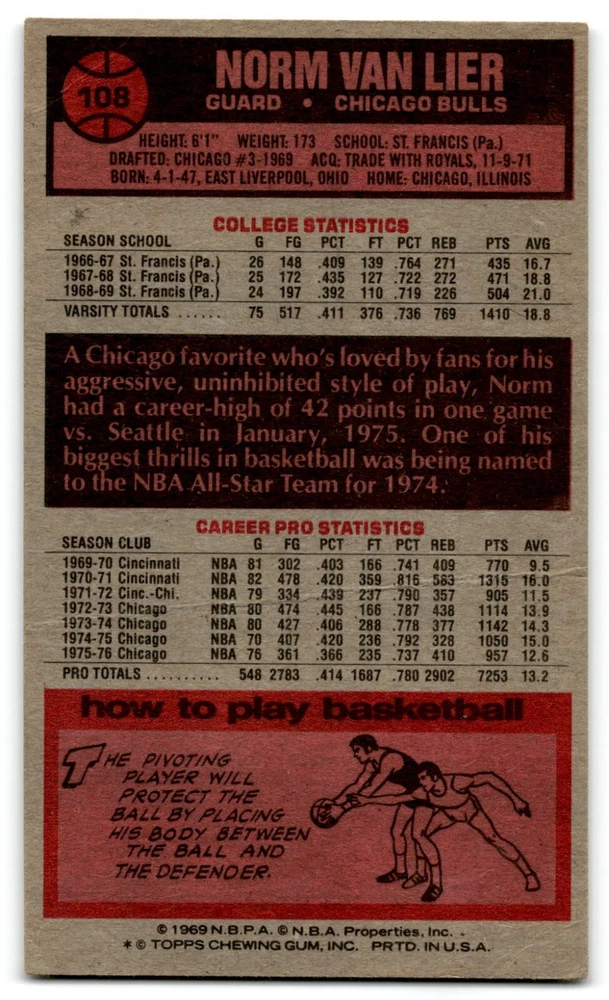 108
NORM VAN LIER
GUARD • CHICAGO BULLS
HEIGHT: 6'1" WEIGHT: 173 SCHOOL: ST. FRANCIS (Pa.)
DRAFTED: CHICAGO #3-1969 ACQ: TRADE WITH ROYALS, 11-9-71
BORN: 4-1-47, EAST LIVERPOOL, OHIO HOME: CHICAGO, ILLINOIS
COLLEGE STATISTICS
SEASON SCHOOL G FG PCT FT PCT REB PTS AVG
1966-67 St. Francis (Pa.) 26 148 .409 139 .764 271 435 16.7
1967-68 St. Francis (Pa.) 25 172 .435 127 .722 272 471 18.8
1968-69 St. Francis (Pa.) 24 197 .392 110 .719 226 504 21.0
VARSITY TOTALS ...... 75 517 .411 376 .736 769 1410 18.8
A Chicago favorite who's loved by fans for his
aggressive, uninhibited style of play, Norm
had a career-high of 42 points in one game
vs. Seattle in January, 1975. One of his
biggest thrills in basketball was being named
to the NBA All-Star Team for 1974.
CAREER PRO STATISTICS
SEASON CLUB G FG PCT FT PCT REB PTS AVG
1969-70 Cincinnati NBA 81 302 .403 166 .741 409 770 9.5
1970-71 Cincinnati NBA 82 478 .420 359 .816 583 1315 16.0
1971-72 Cinc.-Chi. NBA 79 334 .439 237 .790 357 905 11.5
1972-73 Chicago NBA 80 474 .445 166 .787 438 1114 13.9
1973-74 Chicago NBA 80 427 .406 288 .778 377 1142 14.3
1974-75 Chicago NBA 70 407 .420 236 .792 328 1050 15.0
1975-76 Chicago NBA 76 361 .366 235 .737 410 957 12.6
PRO TOTALS .......... 548 2783 .414 1687 .780 2902 7253 13.2
how to play basketball
THE PIVOTING
PLAYER WILL
PROTECT THE
BALL BY PLACING
HIS BODY BETWEEN
THE BALL AND
THE DEFENDER.
© 1969 N.B.P.A. © N.B.A. Properties, Inc.
* © TOPPS CHEWING GUM, INC. PRTD. IN U.S.A.